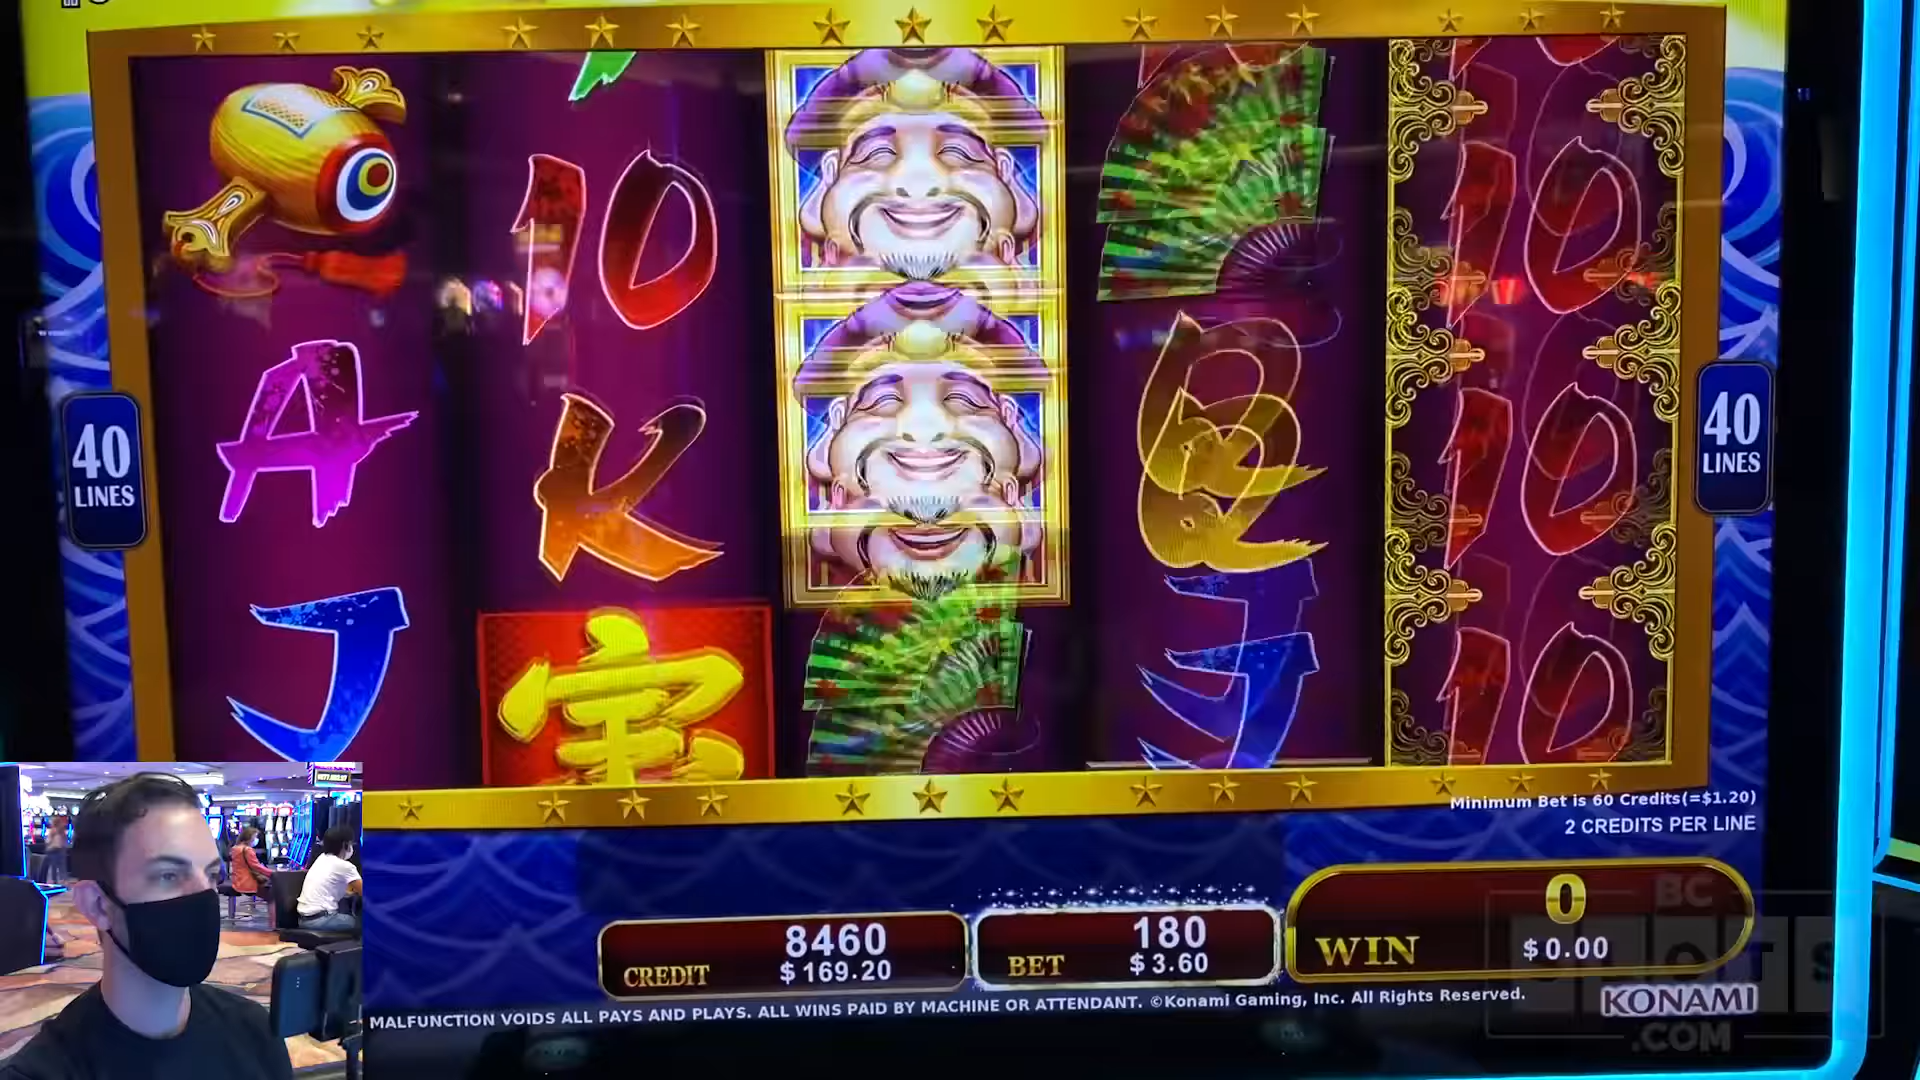 10
A
K
J
宝
10
10
10
40
LINES
40
LINES
Minimum Bet is 60 Credits(=$1.20)
2 CREDITS PER LINE
CREDIT
8460
$169.20
BET
180
$3.60
WIN
0
$0.00
BC
SLOTS
.COM
KONAMI
MALFUNCTION VOIDS ALL PAYS AND PLAYS. ALL WINS PAID BY MACHINE OR ATTENDANT. ©Konami Gaming, Inc. All Rights Reserved.